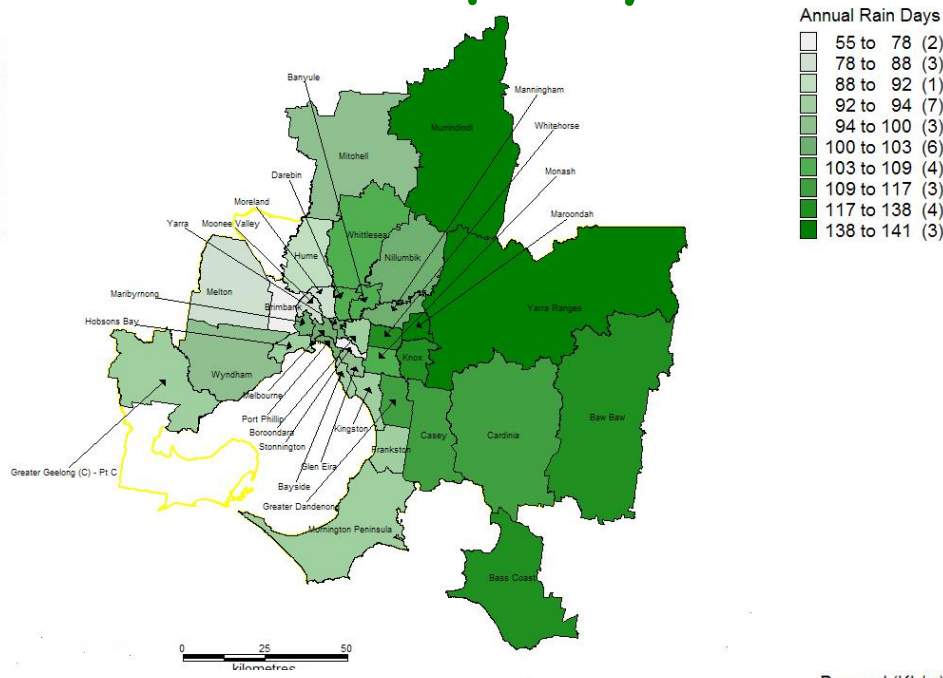 Annual Rain Days
55 to 78 (2)
78 to 88 (3)
88 to 92 (1)
92 to 94 (7)
94 to 100 (3)
100 to 103 (6)
103 to 109 (4)
109 to 117 (3)
117 to 138 (4)
138 to 141 (3)
Banyule
Manningham
Whitehorse
Murrindindi
Mitchell
Monash
Darebin
Moreland
Maroondah
Yarra
Moonee Valley
Whittlesea
Hume
Nillumbik
Melton
Maribyrnong
Brimbank
Yarra Ranges
Hobsons Bay
Knox
Wyndham
Melbourne
Baw Baw
Port Phillip
Boroondara
Kingston
Casey
Cardinia
Stonnington
Frankston
Glen Eira
Greater Geelong (C) - Pt C
Bayside
Greater Dandenong
Mornington Peninsula
Bass Coast
0 25 50
kilometres